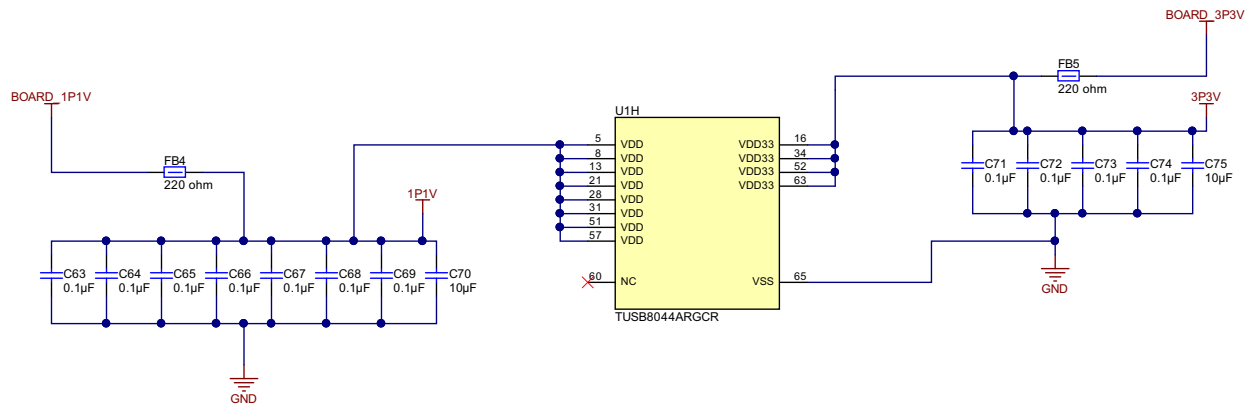 BOARD_3P3V
FB5
220 ohm
3P3V
BOARD_1P1V
FB4
220 ohm
1P1V
U1H
5 VDD VDD33 16
8 VDD VDD33 34
13 VDD VDD33 52
21 VDD VDD33 63
28 VDD
31 VDD
51 VDD
57 VDD
60 NC VSS 65
TUSB8044ARGCR
C71 C72 C73 C74 C75
0.1µF 0.1µF 0.1µF 0.1µF 10µF
GND
C63 C64 C65 C66 C67 C68 C69 C70
0.1µF 0.1µF 0.1µF 0.1µF 0.1µF 0.1µF 0.1µF 10µF
GND